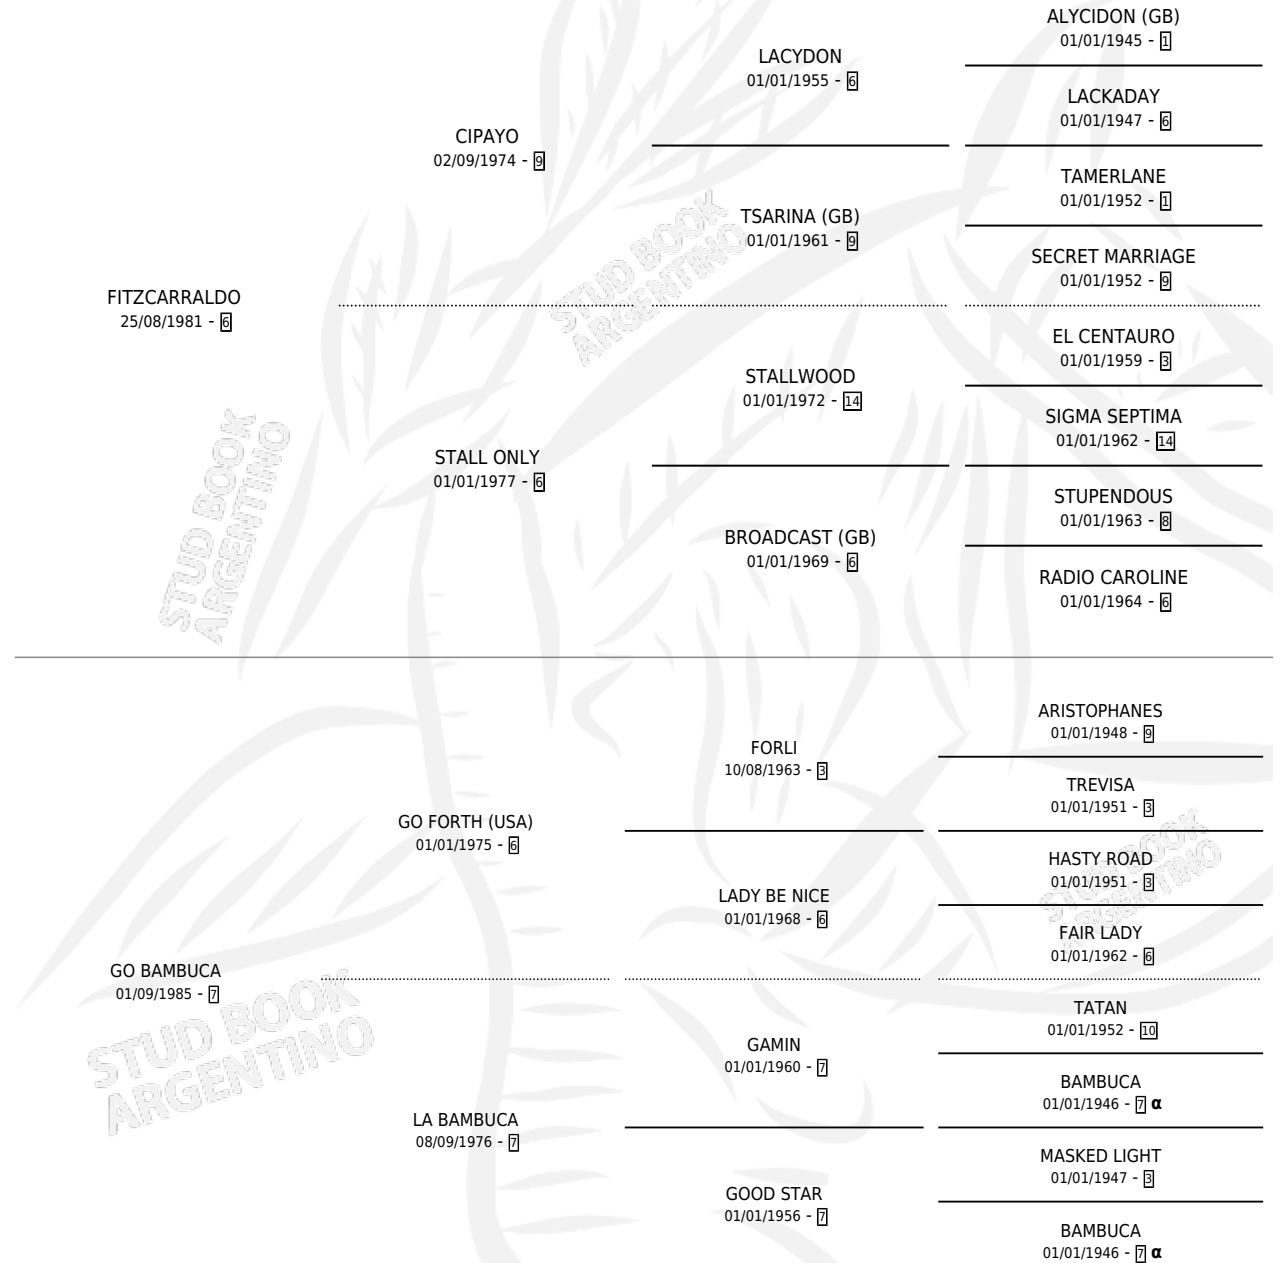 ALYCIDON (GB)
01/01/1945 - 1
LACYDON
01/01/1955 - 6
LACKADAY
01/01/1947 - 6
CIPAYO
02/09/1974 - 9
TAMERLANE
01/01/1952 - 1
TSARINA (GB)
01/01/1961 - 9
SECRET MARRIAGE
01/01/1952 - 9
FITZCARRALDO
25/08/1981 - 6
EL CENTAURO
01/01/1959 - 3
STALLWOOD
01/01/1972 - 14
SIGMA SEPTIMA
01/01/1962 - 14
STALL ONLY
01/01/1977 - 6
STUPENDOUS
01/01/1963 - 8
BROADCAST (GB)
01/01/1969 - 6
RADIO CAROLINE
01/01/1964 - 6
ARISTOPHANES
01/01/1948 - 9
FORLI
10/08/1963 - 3
TREVISA
01/01/1951 - 3
GO FORTH (USA)
01/01/1975 - 6
HASTY ROAD
01/01/1951 - 3
LADY BE NICE
01/01/1968 - 6
FAIR LADY
01/01/1962 - 6
GO BAMBUCA
01/09/1985 - 7
TATAN
01/01/1952 - 10
GAMIN
01/01/1960 - 7
BAMBUCA
01/01/1946 - 7 α
LA BAMBUCA
08/09/1976 - 7
MASKED LIGHT
01/01/1947 - 3
GOOD STAR
01/01/1956 - 7
BAMBUCA
01/01/1946 - 7 α
STUD BOOK
ARGENTINO
STUD BOOK
ARGENTINO
STUD BOOK
ARGENTINO
STUD BOOK
ARGENTINO